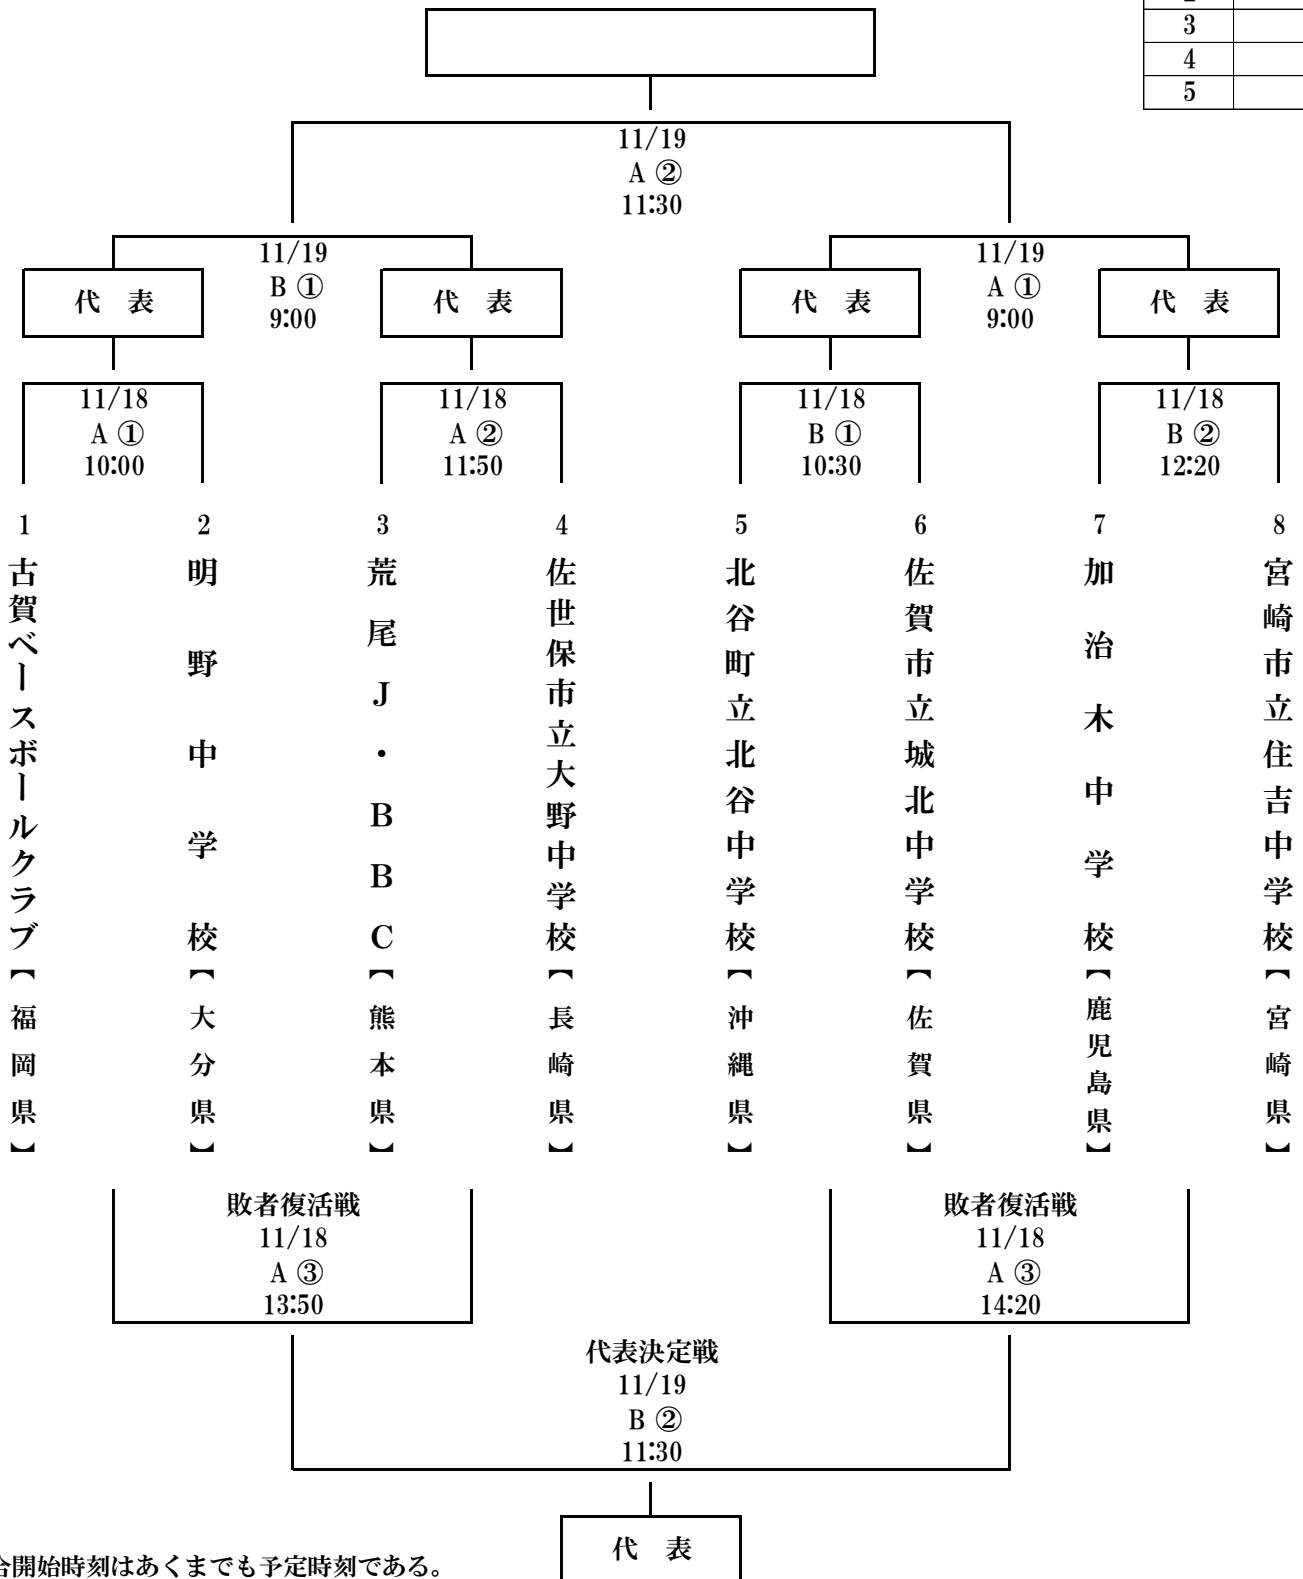 3
4
5
11/19
A ②
11:30
11/19
B ①
9:00
11/19
A ①
9:00
代　表
代　表
代　表
代　表
11/18
A ①
10:00
11/18
A ②
11:50
11/18
B ①
10:30
11/18
B ②
12:20
1
古賀ベースボールクラブ【福岡県】
2
明野中学校【大分県】
3
荒尾J・BBC【熊本県】
4
佐世保市立大野中学校【長崎県】
5
北谷町立北谷中学校【沖縄県】
6
佐賀市立城北中学校【佐賀県】
7
加治木中学校【鹿児島県】
8
宮崎市立住吉中学校【宮崎県】
敗者復活戦
11/18
A ③
13:50
敗者復活戦
11/18
A ③
14:20
代表決定戦
11/19
B ②
11:30
代　表
合開始時刻はあくまでも予定時刻である。